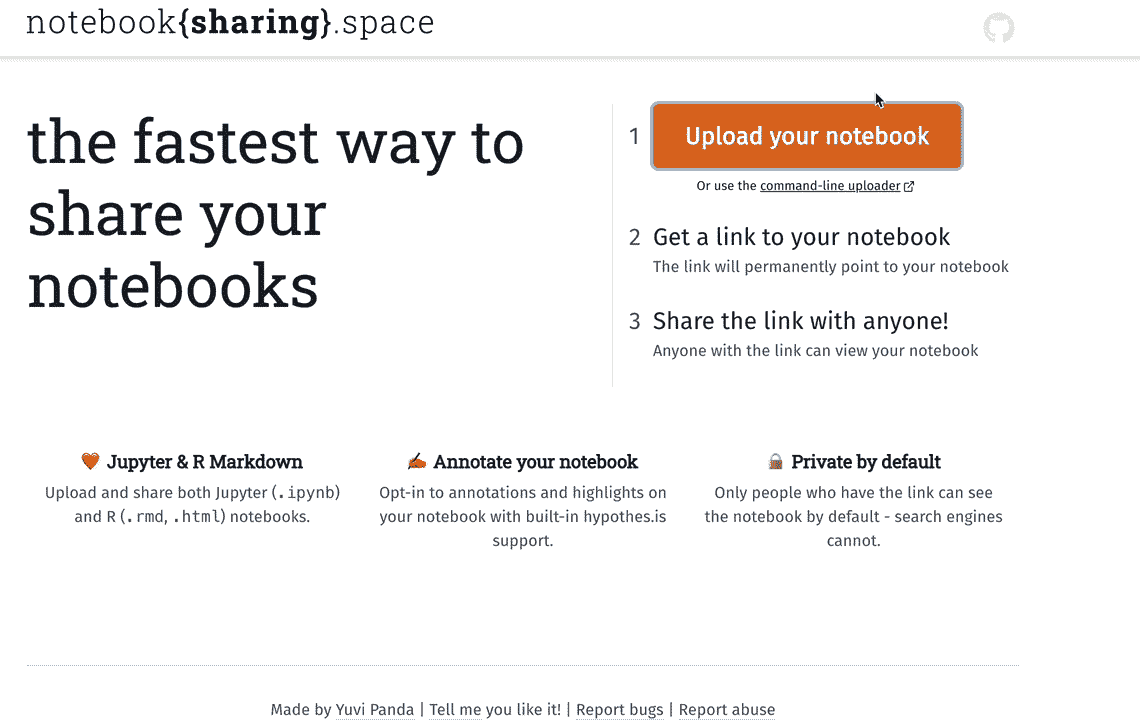 notebook{sharing}.space
the fastest way to
share your
notebooks
1 Upload your notebook
Or use the command-line uploader
2 Get a link to your notebook
The link will permanently point to your notebook
3 Share the link with anyone!
Anyone with the link can view your notebook
Jupyter & R Markdown
Upload and share both Jupyter (.ipynb)
and R (.rmd, .html) notebooks.
Annotate your notebook
Opt-in to annotations and highlights on
your notebook with built-in hypothes.is
support.
Private by default
Only people who have the link can see
the notebook by default - search engines
cannot.
Made by Yuvi Panda | Tell me you like it! | Report bugs | Report abuse